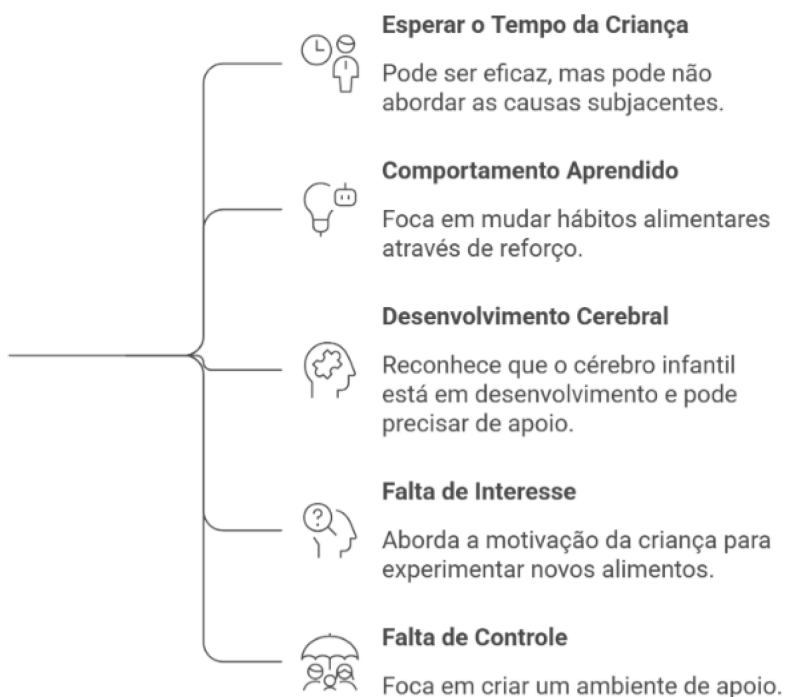 Esperar o Tempo da Criança
Pode ser eficaz, mas pode não
abordar as causas subjacentes.
Comportamento Aprendido
Foca em mudar hábitos alimentares
através de reforço.
Desenvolvimento Cerebral
Reconhece que o cérebro infantil
está em desenvolvimento e pode
precisar de apoio.
Falta de Interesse
Aborda a motivação da criança para
experimentar novos alimentos.
Falta de Controle
Foca em criar um ambiente de apoio.